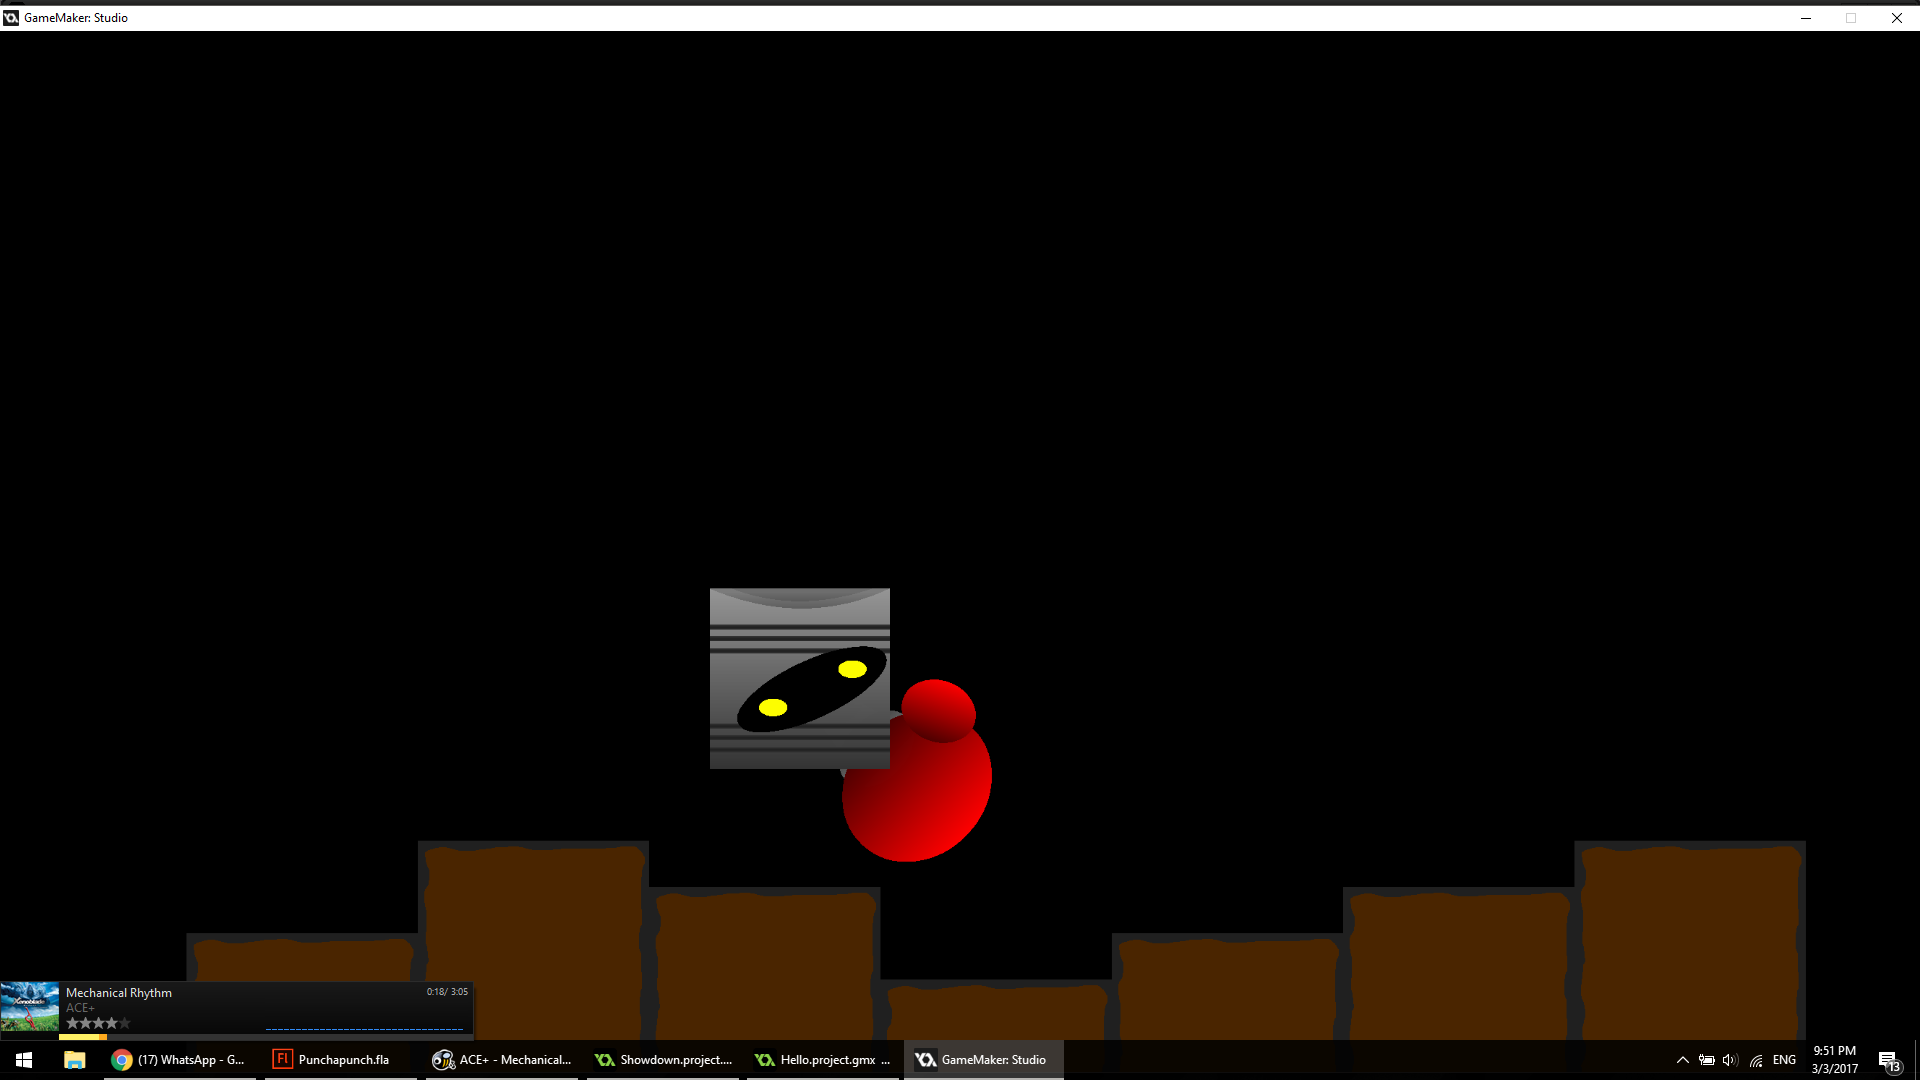 GameMaker: Studio
Mechanical Rhythm
0:18/ 3:05
ACE+
Xenoblade
(17) WhatsApp - G...
Fl
Punchapunch.fla
ACE+ - Mechanical...
Showdown.project....
Hello.project.gmx ...
GameMaker: Studio
ENG
9:51 PM
3/3/2017
13